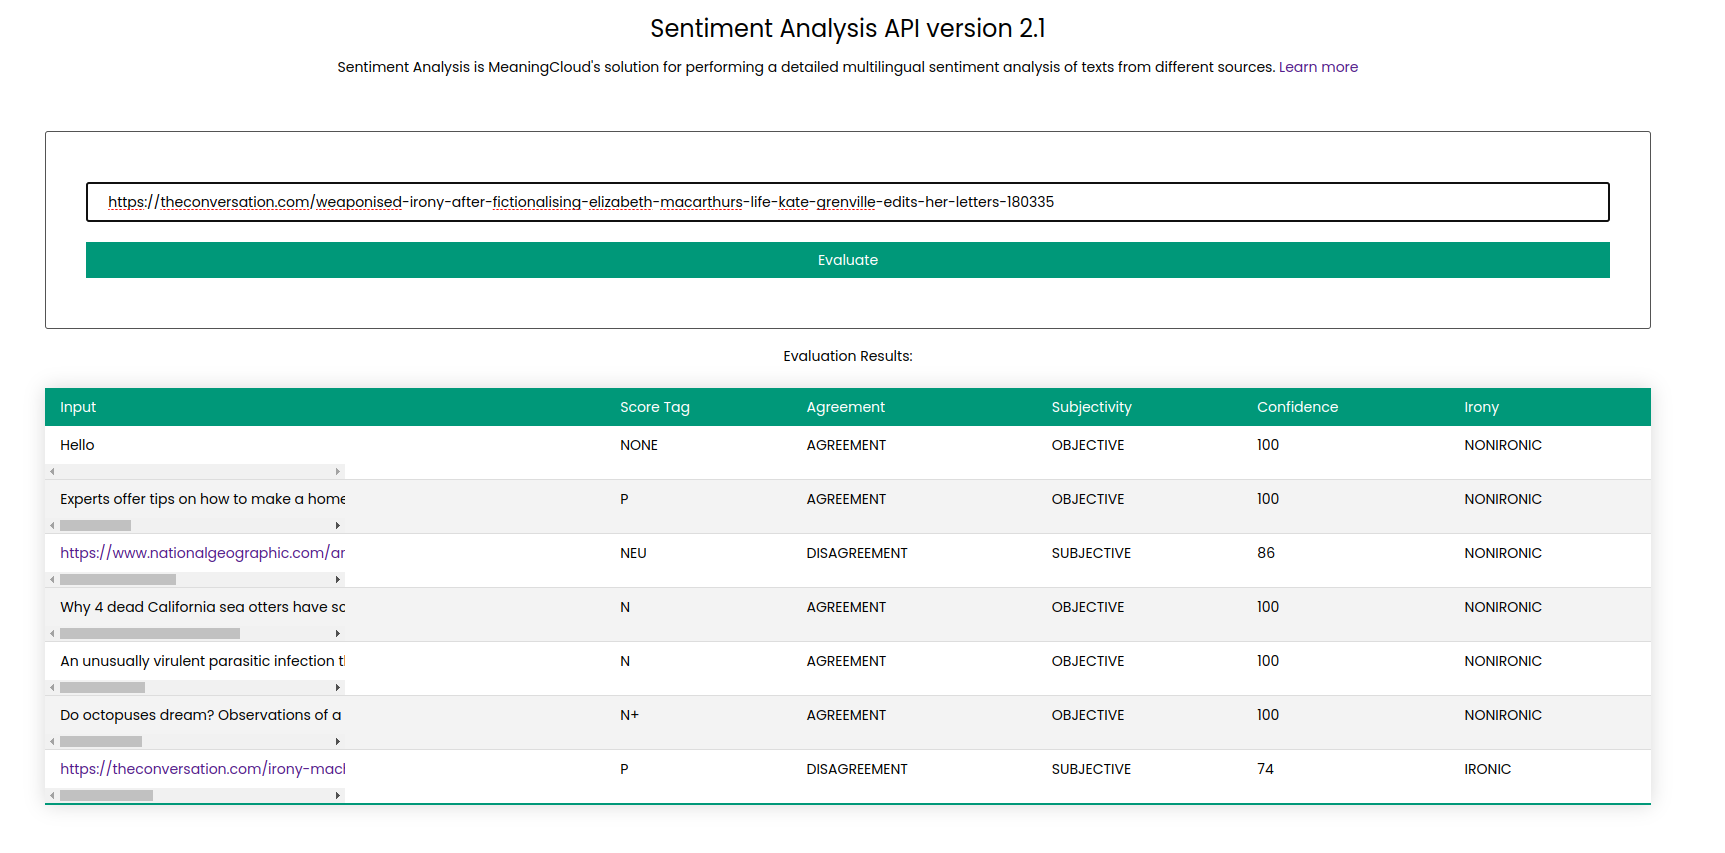 Sentiment Analysis API version 2.1
Sentiment Analysis is MeaningCloud's solution for performing a detailed multilingual sentiment analysis of texts from different sources. Learn more
https://theconversation.com/weaponised-irony-after-fictionalising-elizabeth-macarthurs-life-kate-grenville-edits-her-letters-180335
Evaluate
Evaluation Results:
Input Score Tag Agreement Subjectivity Confidence Irony
Hello NONE AGREEMENT OBJECTIVE 100 NONIRONIC
Experts offer tips on how to make a home P AGREEMENT OBJECTIVE 100 NONIRONIC
https://www.nationalgeographic.com/ar NEU DISAGREEMENT SUBJECTIVE 86 NONIRONIC
Why 4 dead California sea otters have sc N AGREEMENT OBJECTIVE 100 NONIRONIC
An unusually virulent parasitic infection N AGREEMENT OBJECTIVE 100 NONIRONIC
Do octopuses dream? Observations of a N+ AGREEMENT OBJECTIVE 100 NONIRONIC
https://theconversation.com/irony-mac P DISAGREEMENT SUBJECTIVE 74 IRONIC